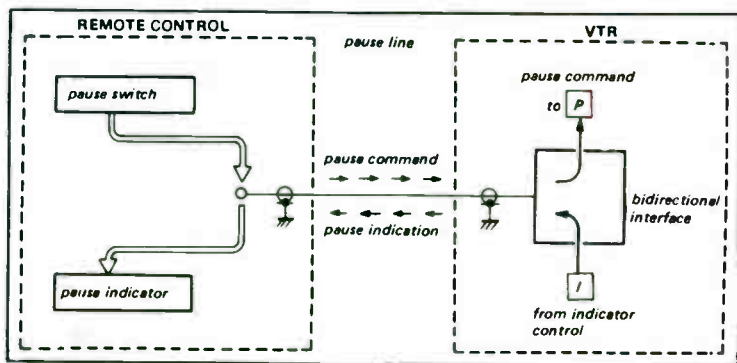 REMOTE CONTROL
pause line
VTR
pause switch
pause command
to P
pause command
bidirectional
interface
pause indication
pause indicator
I
from indicator
control